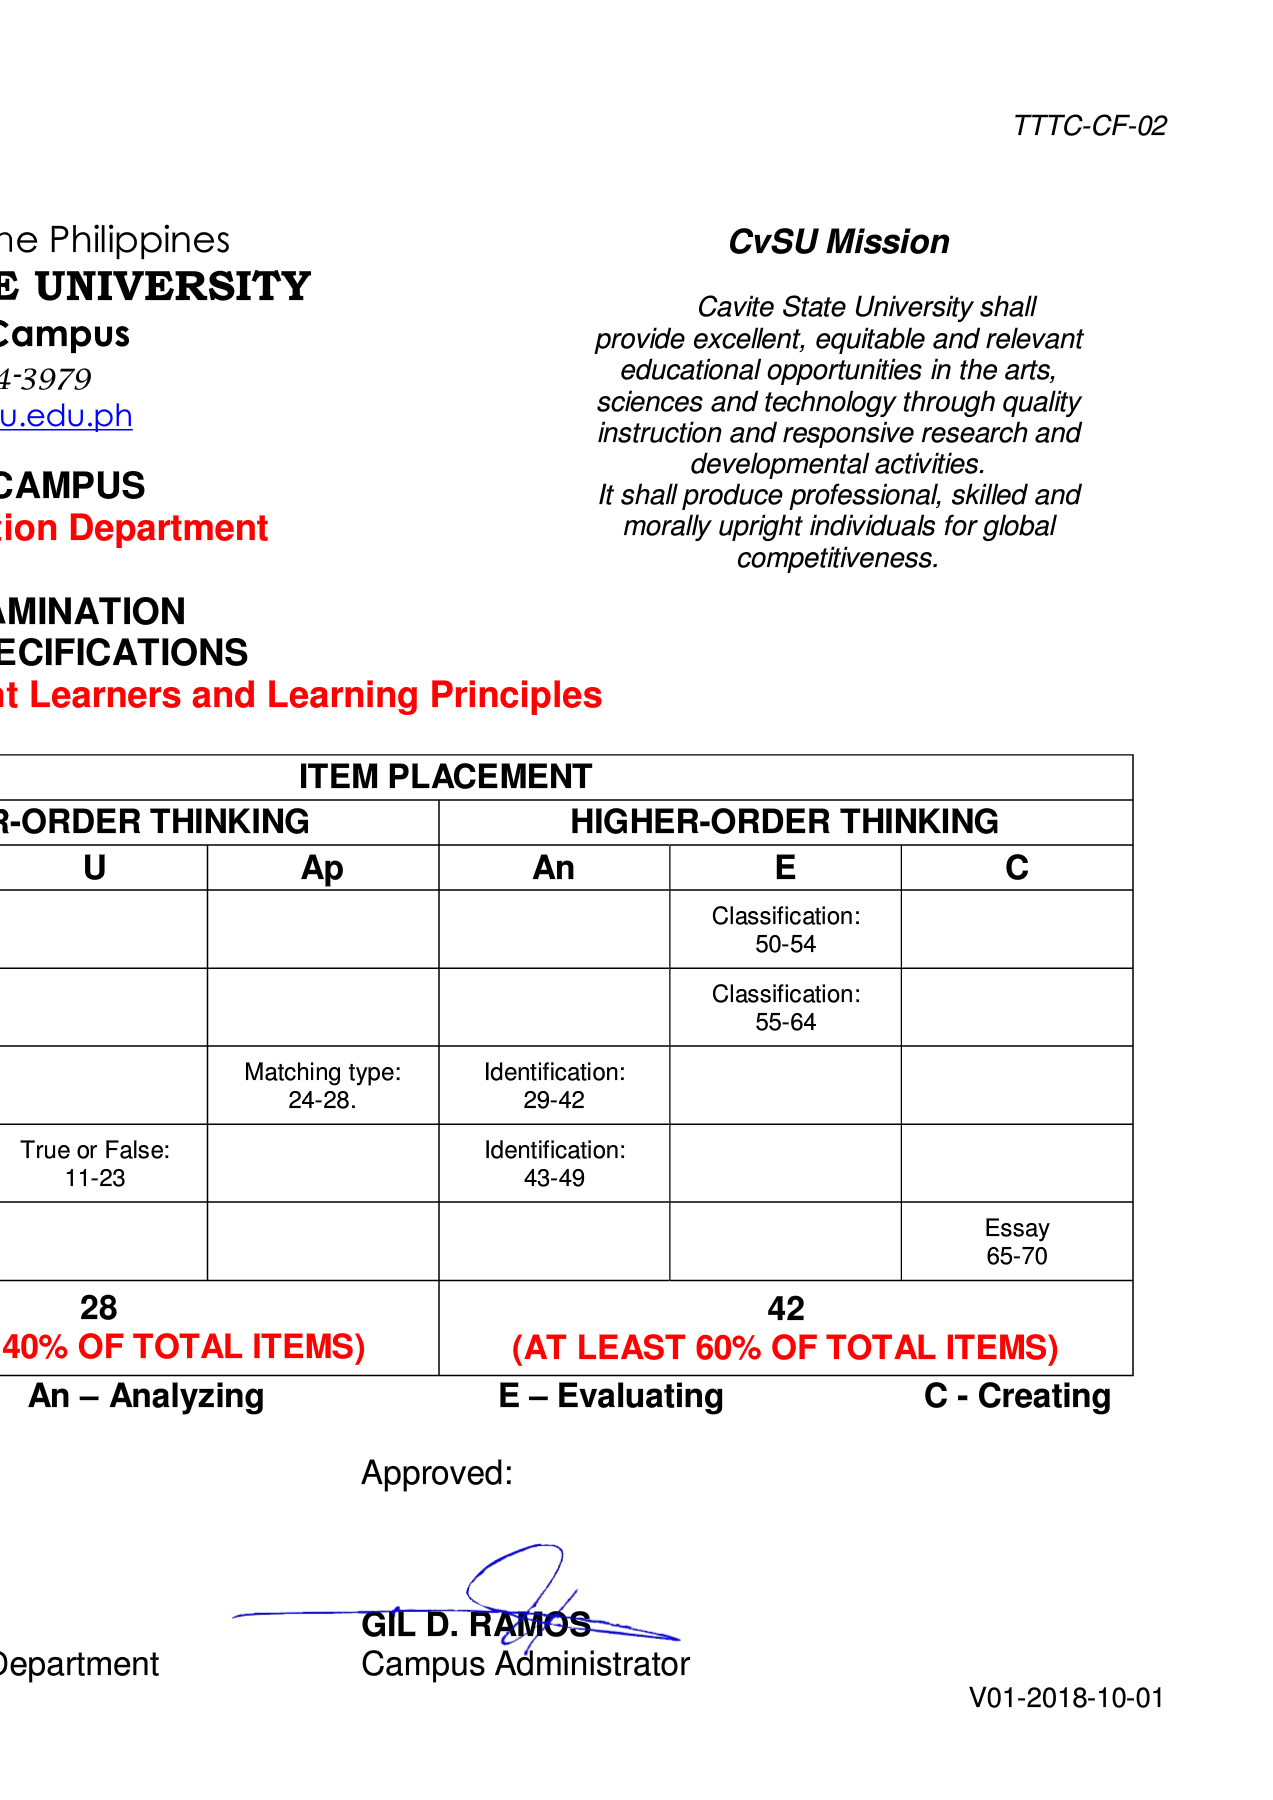 TTTC-CF-02
ne Philippines
E UNIVERSITY
Campus
4-3979
u.edu.ph
CAMPUS
tion Department
AMINATION
ECIFICATIONS
nt Learners and Learning Principles
CvSU Mission
Cavite State University shall
provide excellent, equitable and relevant
educational opportunities in the arts,
sciences and technology through quality
instruction and responsive research and
developmental activities.
It shall produce professional, skilled and
morally upright individuals for global
competitiveness.
ITEM PLACEMENT
R-ORDER THINKING HIGHER-ORDER THINKING
U Ap An E C
Classification:
50-54
Classification:
55-64
Matching type: Identification:
24-28. 29-42
True or False: Identification:
11-23 43-49
Essay
65-70
28 42
40% OF TOTAL ITEMS) (AT LEAST 60% OF TOTAL ITEMS)
An – Analyzing E – Evaluating C - Creating
Approved:
GIL D. RAMOS
Department Campus Administrator
V01-2018-10-01